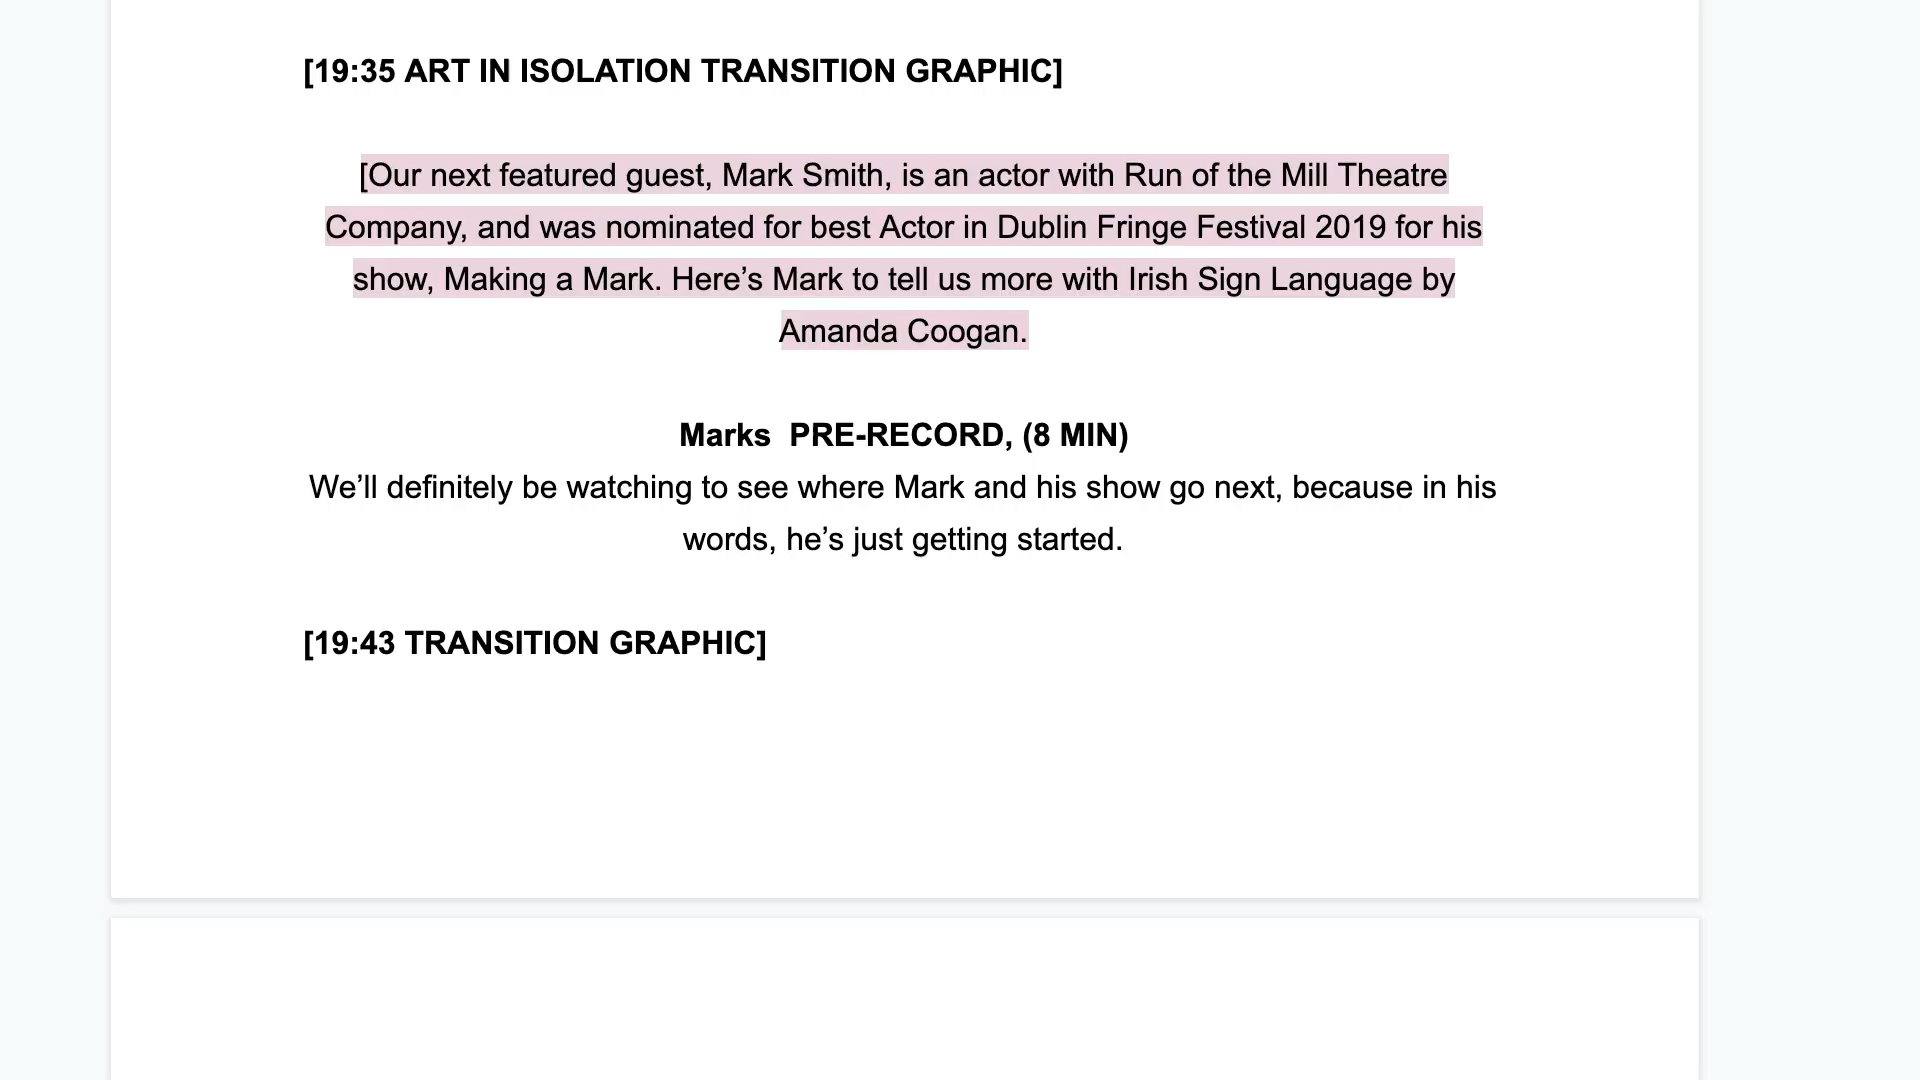 [19:35 ART IN ISOLATION TRANSITION GRAPHIC]
[Our next featured guest, Mark Smith, is an actor with Run of the Mill Theatre
Company, and was nominated for best Actor in Dublin Fringe Festival 2019 for his
show, Making a Mark. Here’s Mark to tell us more with Irish Sign Language by
Amanda Coogan.
Marks  PRE-RECORD, (8 MIN)
We’ll definitely be watching to see where Mark and his show go next, because in his
words, he’s just getting started.
[19:43 TRANSITION GRAPHIC]